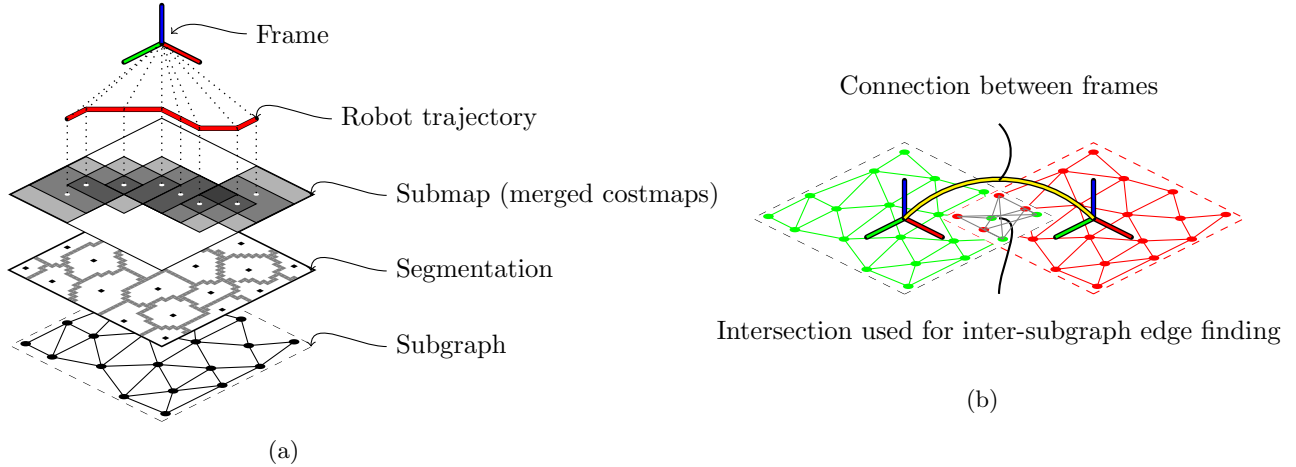 Frame
Robot trajectory
Submap (merged costmaps)
Segmentation
Subgraph
(a)
Connection between frames
Intersection used for inter-subgraph edge finding
(b)